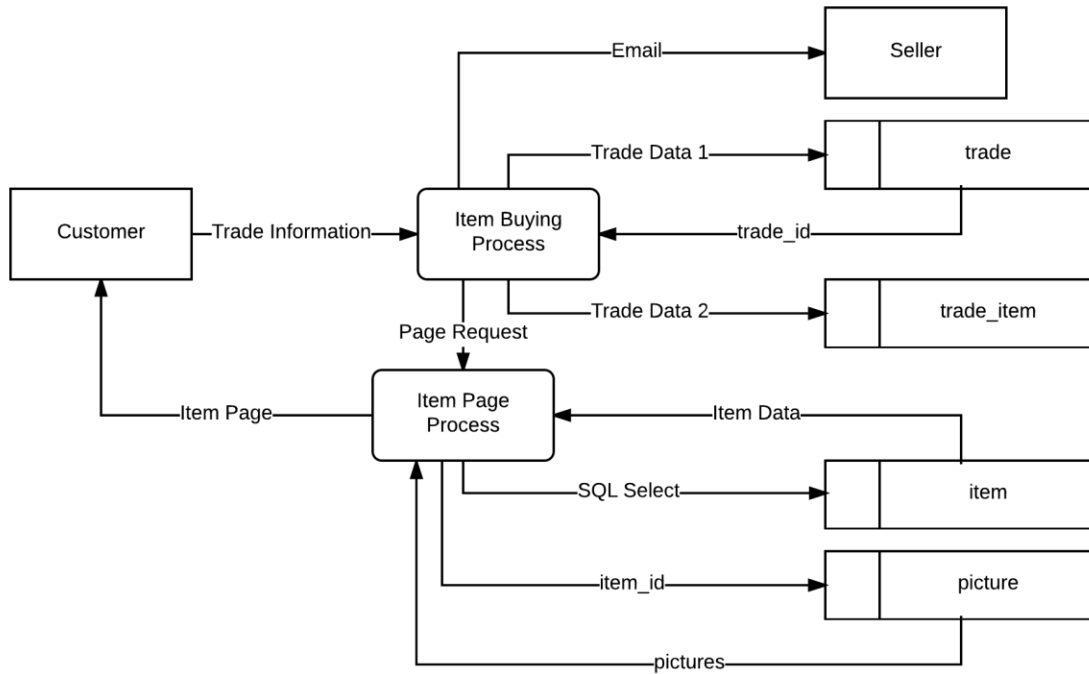 Email
Seller
Trade Data 1
trade
Customer
Trade Information
Item Buying
Process
trade_id
Trade Data 2
trade_item
Page Request
Item Page
Item Page
Process
Item Data
SQL Select
item
item_id
picture
pictures